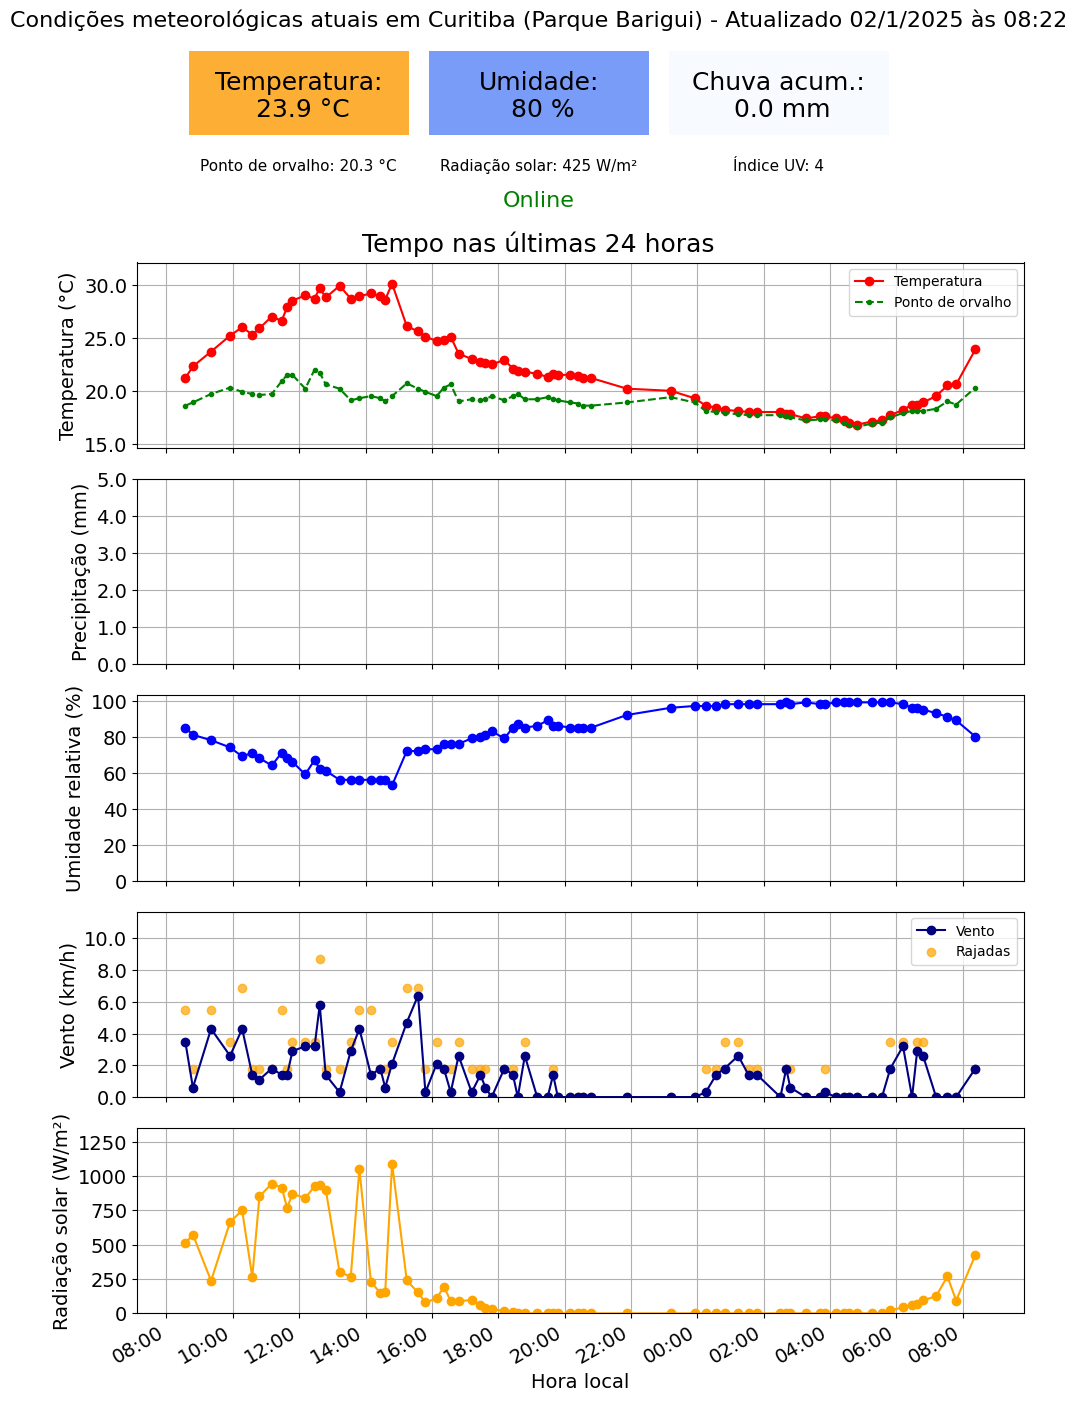 Condições meteorológicas atuais em Curitiba (Parque Barigui) - Atualizado 02/1/2025 às 08:22
Temperatura:
23.9 °C
Umidade:
80 %
Chuva acum.:
0.0 mm
Ponto de orvalho: 20.3 °C
Radiação solar: 425 W/m²
Índice UV: 4
Online
Tempo nas últimas 24 horas
Temperatura (°C)
30.0
25.0
20.0
15.0
Temperatura
Ponto de orvalho
Precipitação (mm)
5.0
4.0
3.0
2.0
1.0
0.0
Umidade relativa (%)
100
80
60
40
20
0
Vento (km/h)
10.0
8.0
6.0
4.0
2.0
0.0
Vento
Rajadas
Radiação solar (W/m²)
1250
1000
750
500
250
0
08:00
10:00
12:00
14:00
16:00
18:00
20:00
22:00
00:00
02:00
04:00
06:00
08:00
Hora local